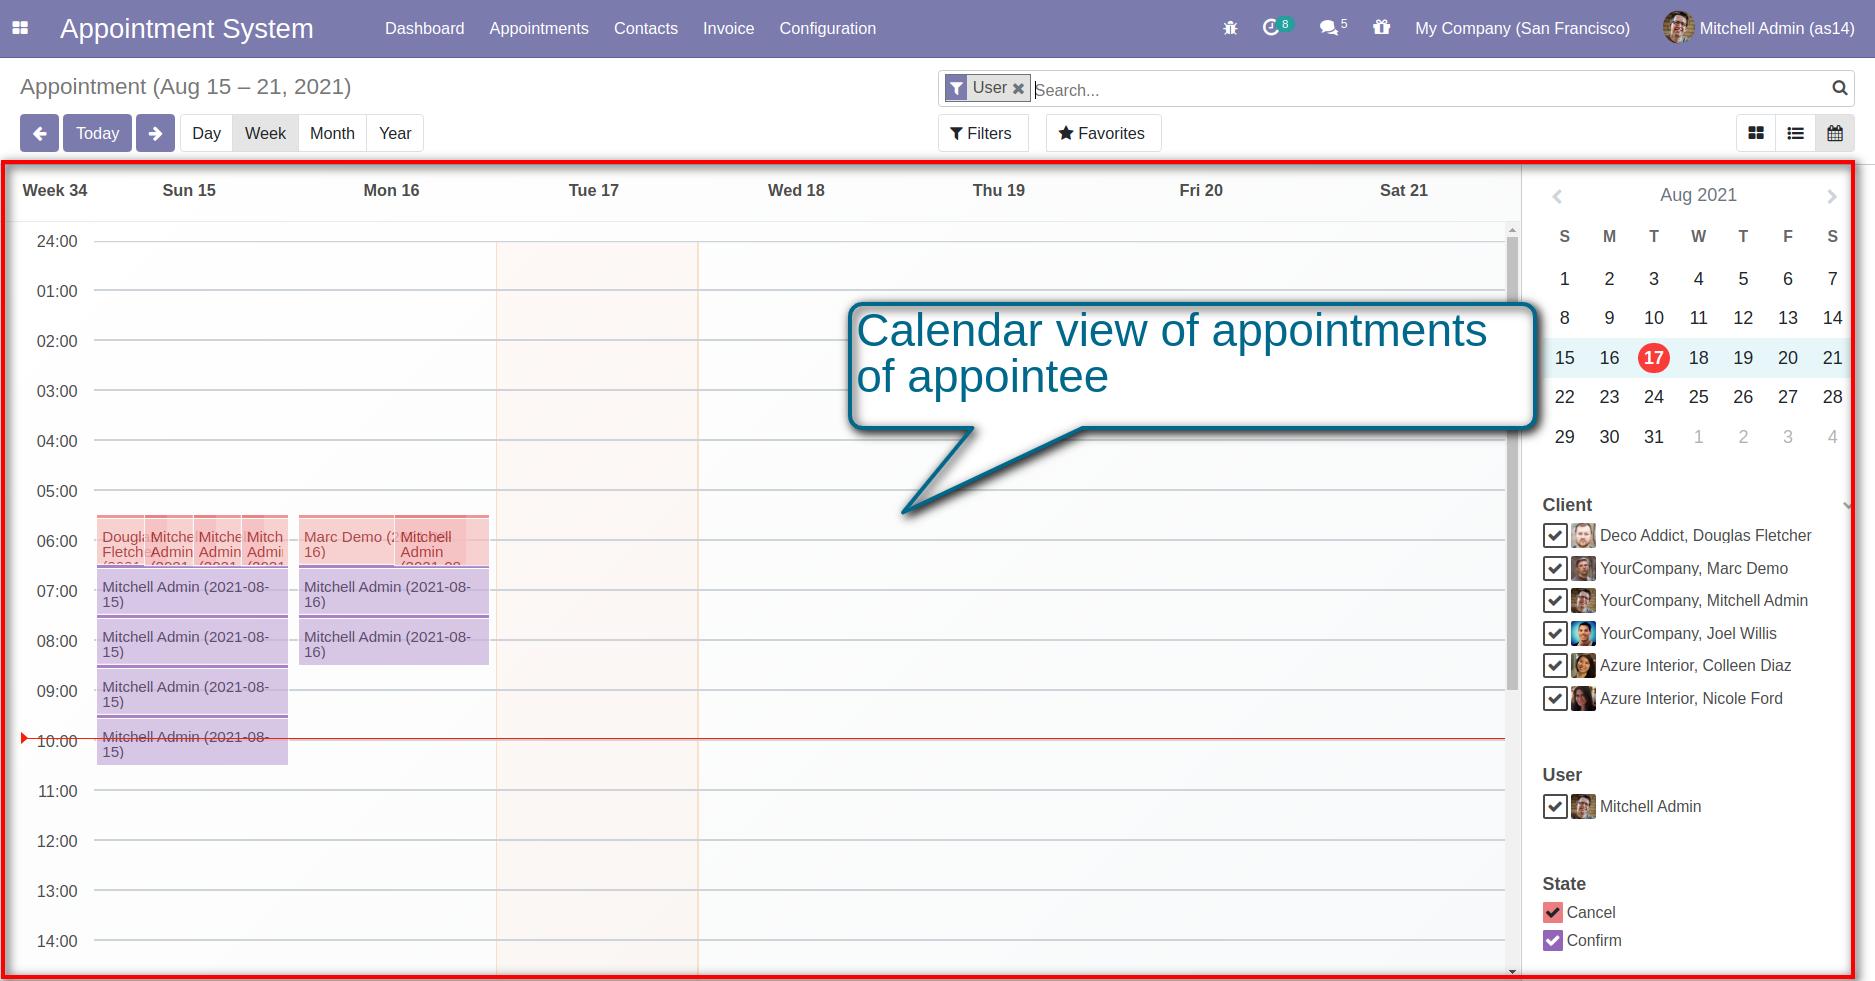 Appointment System
Dashboard Appointments Contacts Invoice Configuration
8 5 My Company (San Francisco) Mitchell Admin (as14)
Appointment (Aug 15 – 21, 2021)
User Search...
Today Day Week Month Year
Filters Favorites
Week 34 Sun 15 Mon 16 Tue 17 Wed 18 Thu 19 Fri 20 Sat 21
24:00
01:00
02:00
03:00
04:00
05:00
06:00
07:00
08:00
09:00
10:00
11:00
12:00
13:00
14:00
Mitchell
Admin
Marc Demo (2
16)
Mitchell
Admin
(2021-08
Mitchell Admin (2021-08-
15)
Mitchell Admin (2021-08-
16)
Mitchell Admin (2021-08-
15)
Mitchell Admin (2021-08-
16)
Mitchell Admin (2021-08-
15)
Mitchell Admin (2021-08-
15)
Calendar view of appointments
of appointee
Aug 2021
S M T W T F S
1 2 3 4 5 6 7
8 9 10 11 12 13 14
15 16 17 18 19 20 21
22 23 24 25 26 27 28
29 30 31 1 2 3 4
Client
Deco Addict, Douglas Fletcher
YourCompany, Marc Demo
YourCompany, Mitchell Admin
YourCompany, Joel Willis
Azure Interior, Colleen Diaz
Azure Interior, Nicole Ford
User
Mitchell Admin
State
Cancel
Confirm